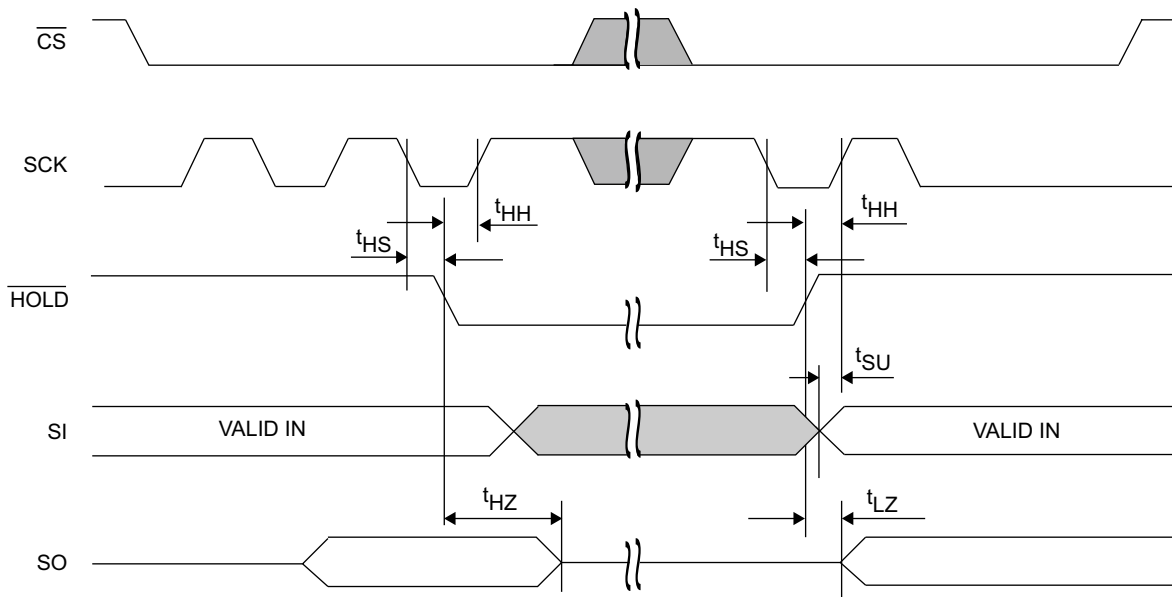 CS
SCK
tHH
tHH
tHS
tHS
HOLD
tSU
SI
VALID IN
VALID IN
tHZ
tLZ
SO